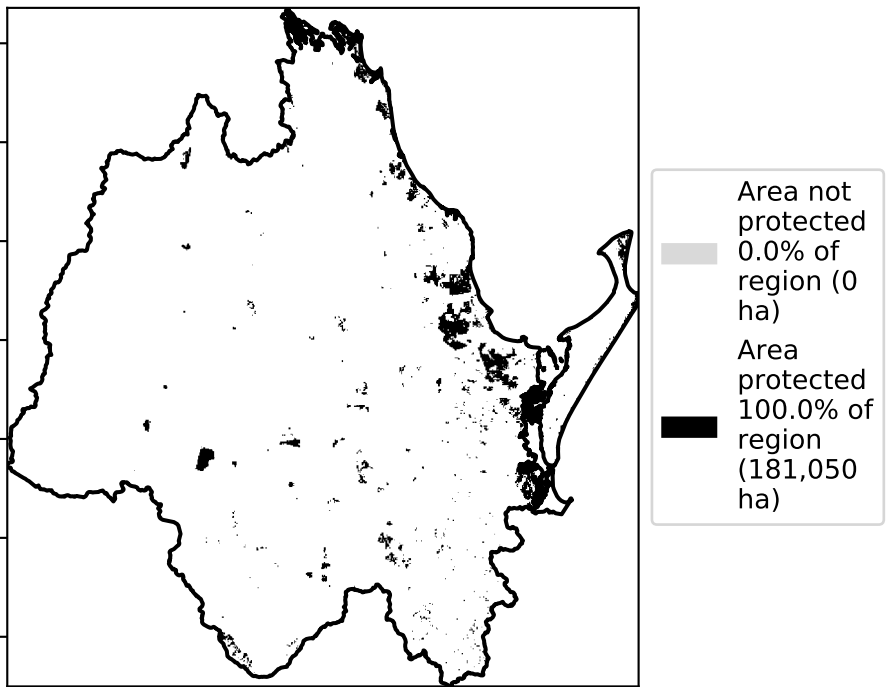 Area not
protected
0.0% of
region (0
ha)
Area
protected
100.0% of
region
(181,050
ha)